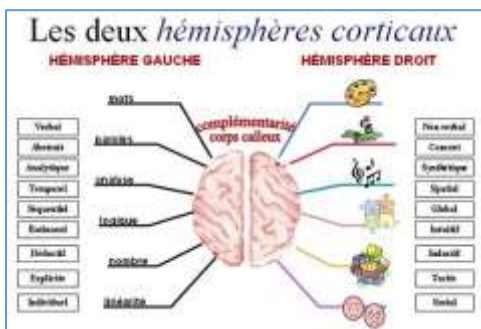 Les deux hémisphères corticaux
HÉMISPHÈRE GAUCHE
HÉMISPHÈRE DROIT
mots
paroles
analyse
logique
nombre
linéarité
complémentarité
corps calleux
Verbal
Abstrait
Analytique
Temporel
Séquentiel
Rationnel
Déductif
Explicite
Individuel
Non verbal
Concret
Synthétique
Spatial
Global
Intuitif
Inductif
Tacite
Social